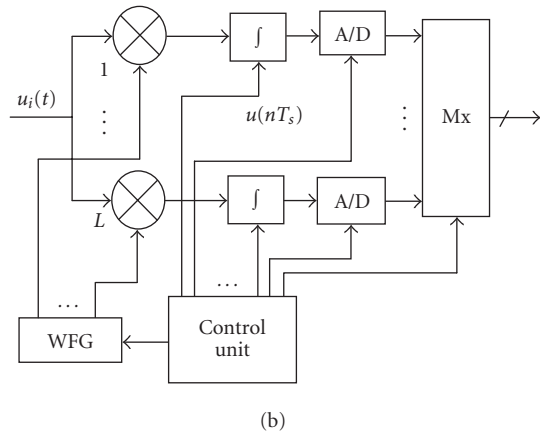 ∫
A/D
1
u_i(t)
⋮
u(nT_s)
⋮
Mx
L
∫
A/D
...
...
WFG
Control
unit
(b)